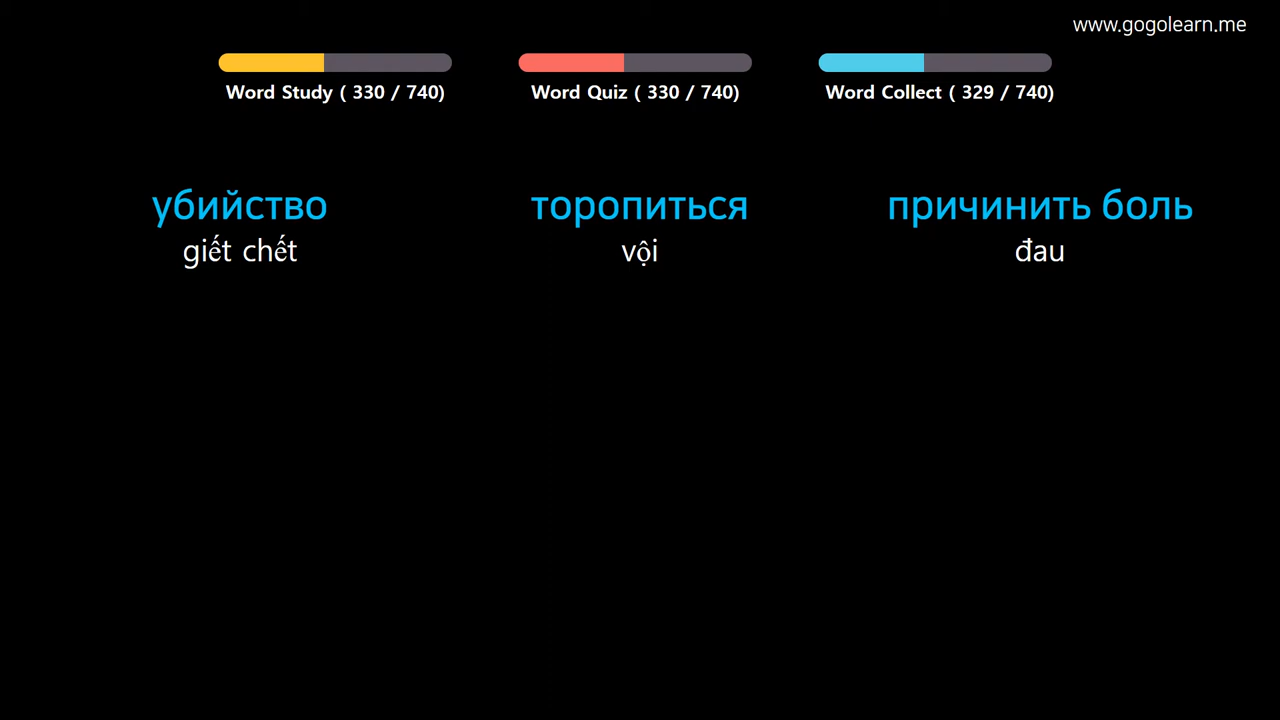 www.gogolearn.me
Word Study ( 330 / 740)
Word Quiz ( 330 / 740)
Word Collect ( 329 / 740)
убийство
торопиться
причинить боль
giết chết
vội
đau